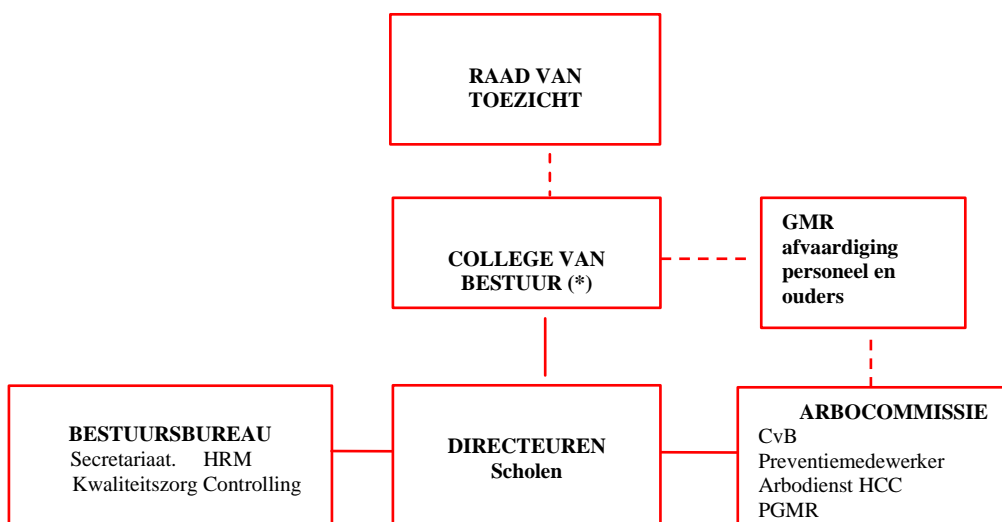 RAAD VAN
TOEZICHT
COLLEGE VAN
BESTUUR (*)
GMR
afvaardiging
personeel en
ouders
BESTUURSBUREAU
Secretariaat. HRM
Kwaliteitszorg Controlling
DIRECTEUREN
Scholen
ARBOCOMMISSIE
CvB
Preventiemedewerker
Arbodienst HCC
PGMR